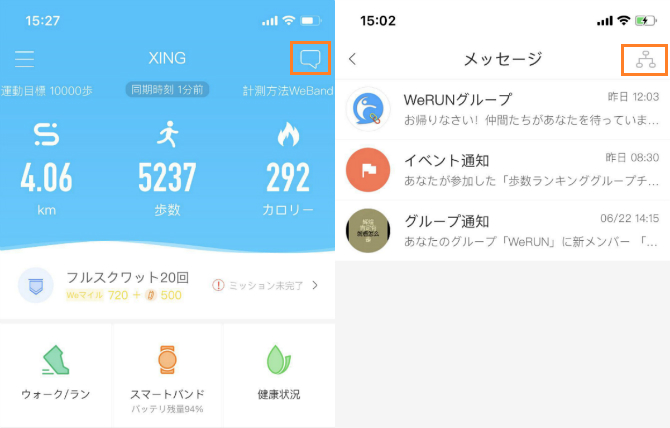 15:27
XING
運動目標 10000歩
同期時刻 1分前
計測方法WeBand
4.06
5237
292
km
歩数
カロリー
フルスクワット20回
Weマイル 720 + 500
ミッション未完了
ウォーク/ラン
スマートバンド
健康状況
バッテリ残量94%
15:02
メッセージ
WeRUNグループ
昨日 12:03
お帰りなさい！仲間たちがあなたを待っていま...
イベント通知
昨日 08:30
あなたが参加した「歩数ランキンググループチ...
グループ通知
06/22 14:15
あなたのグループ「WeRUN」に新メンバー 「...